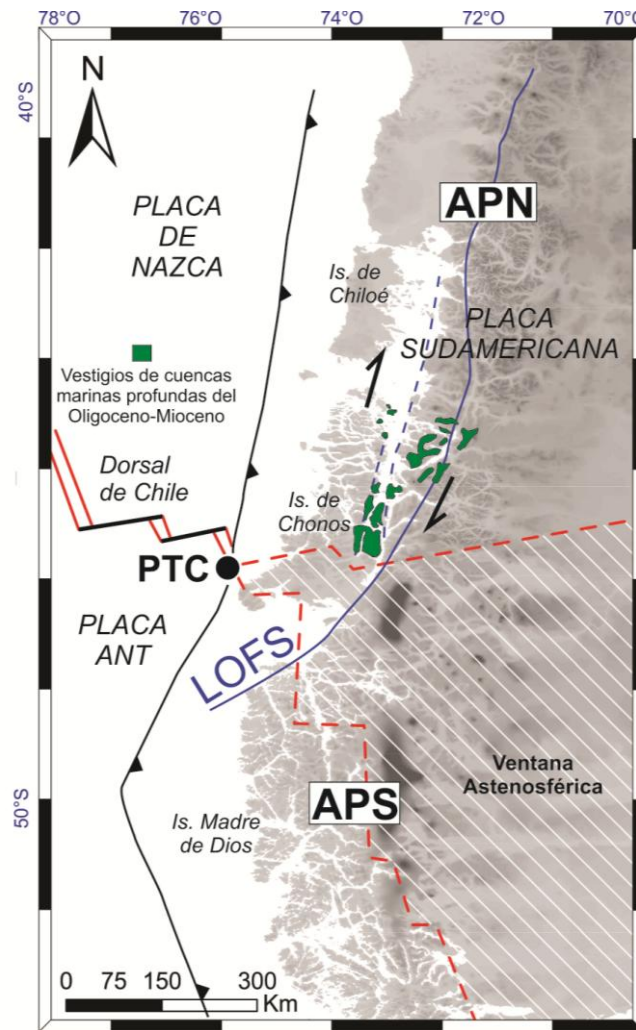 78°O
76°O
74°O
72°O
70°O
40°S
N
PLACA
DE
NAZCA
APN
Is. de
Chiloé
PLACA
SUDAMERICANA
Vestigios de cuencas
marinas profundas del
Oligoceno-Mioceno
Dorsal
de Chile
Is. de
Chonos
PTC
PLACA
ANT
LOFS
Ventana
Astenosférica
50°S
APS
Is. Madre
de Dios
0 75 150 300
Km